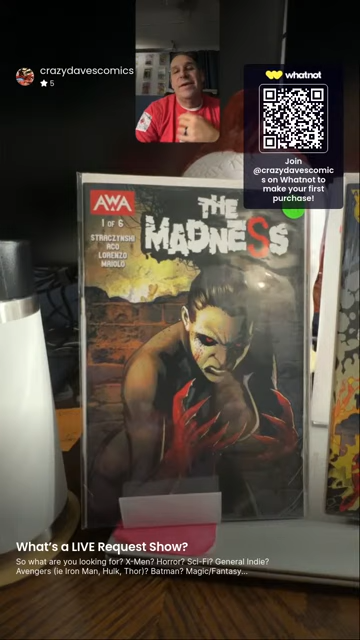 crazydavescomics
★ 5
whatnot
Join
@crazydavescomic
s on Whatnot to
make your first
purchase!
AWA
1 of 6
STRACZYNSKI
ACO
LORENZO
MAIOLO
THE
MADNESS
What's a LIVE Request Show?
So what are you looking for? X-Men? Horror? Sci-Fi? General Indie?
Avengers (ie Iron Man, Hulk, Thor)? Batman? Magic/Fantasy...